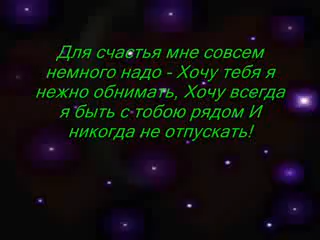 Для счастья мне совсем
немного надо - Хочу тебя я
нежно обнимать, Хочу всегда
я быть с тобою рядом И
никогда не отпускать!